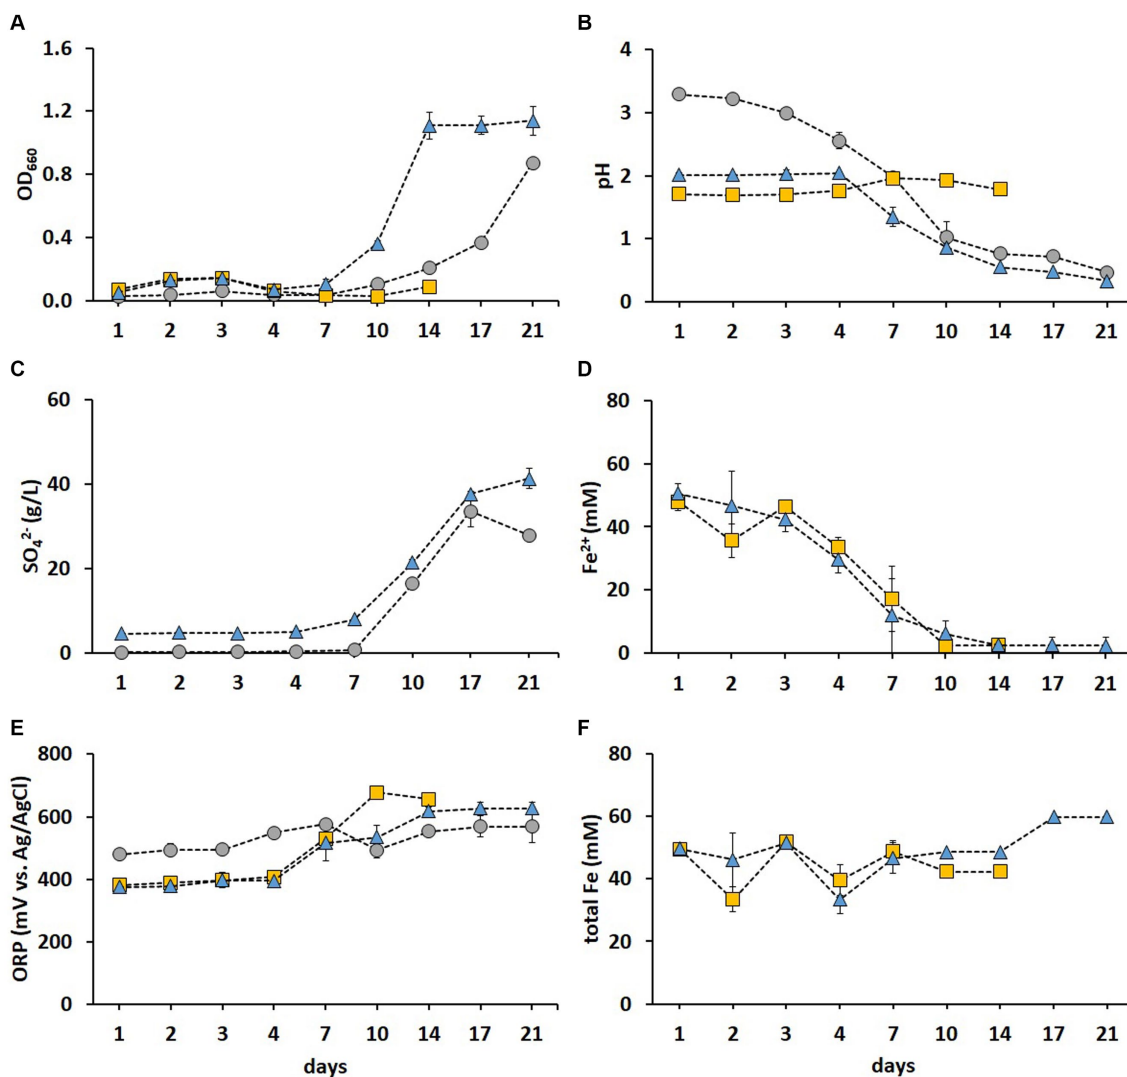 A
1.6
1.2
0.8
0.4
0.0
OD660
1 2 3 4 7 10 14 17 21
B
4
3
2
1
0
pH
1 2 3 4 7 10 14 17 21
C
60
40
20
0
SO4 2- (g/L)
1 2 3 4 7 10 17 21
D
80
60
40
20
0
Fe2+ (mM)
1 2 3 4 7 10 14 17 21
E
800
600
400
200
0
ORP (mV vs. Ag/AgCl)
1 2 3 4 7 10 14 17 21
days
F
80
60
40
20
0
total Fe (mM)
1 2 3 4 7 10 14 17 21
days